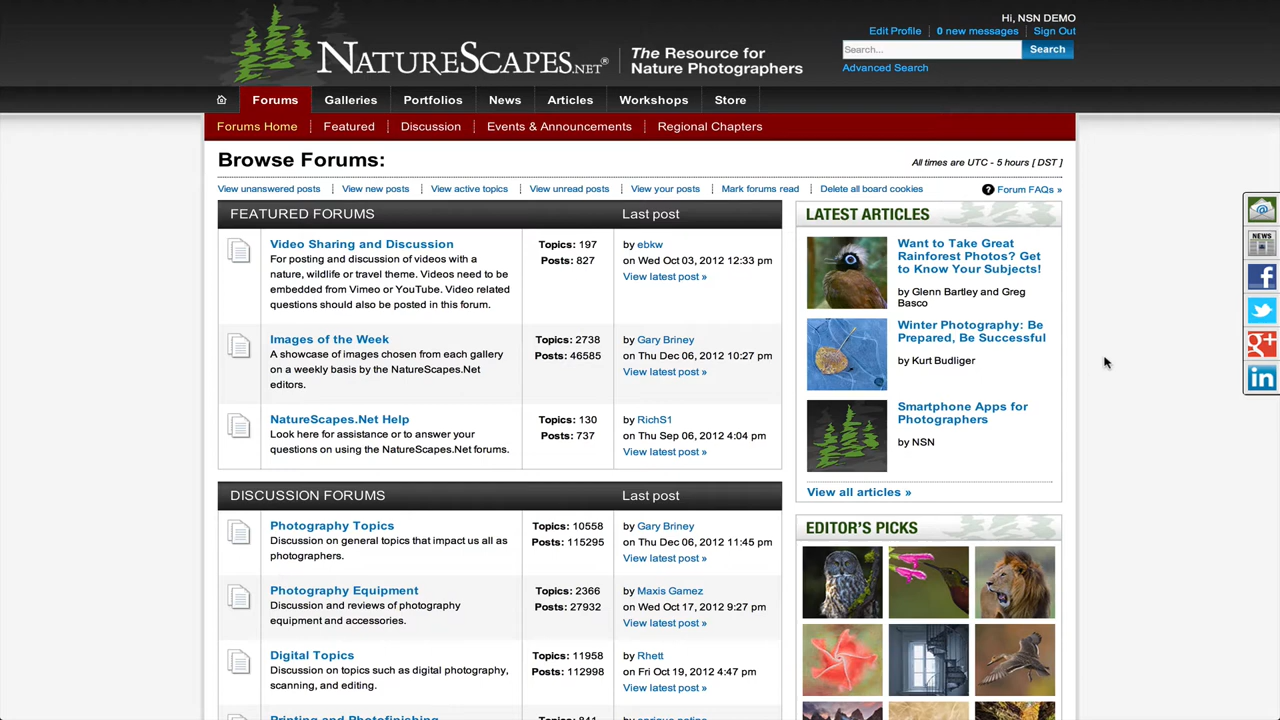 Hi, NSN DEMO
Edit Profile | 0 new messages | Sign Out
Search... Search
Advanced Search
NATURESCAPES.NET®
The Resource for
Nature Photographers
Forums Galleries Portfolios News Articles Workshops Store
Forums Home Featured Discussion Events & Announcements Regional Chapters
Browse Forums:
All times are UTC - 5 hours [ DST ]
View unanswered posts View new posts View active topics View unread posts View your posts Mark forums read Delete all board cookies
? Forum FAQs »
FEATURED FORUMS Last post
Video Sharing and Discussion
For posting and discussion of videos with a
nature, wildlife or travel theme. Videos need to be
embedded from Vimeo or YouTube. Video related
questions should also be posted in this forum.
Topics: 197
Posts: 827
by ebkw
on Wed Oct 03, 2012 12:33 pm
View latest post »
Images of the Week
A showcase of images chosen from each gallery
on a weekly basis by the NatureScapes.Net
editors.
Topics: 2738
Posts: 46585
by Gary Briney
on Thu Dec 06, 2012 10:27 pm
View latest post »
NatureScapes.Net Help
Look here for assistance or to answer your
questions on using the NatureScapes.Net forums.
Topics: 130
Posts: 737
by RichS1
on Thu Sep 06, 2012 4:04 pm
View latest post »
DISCUSSION FORUMS Last post
Photography Topics
Discussion on general topics that impact us all as
photographers.
Topics: 10558
Posts: 115295
by Gary Briney
on Thu Dec 06, 2012 11:45 pm
View latest post »
Photography Equipment
Discussion and reviews of photography
equipment and accessories.
Topics: 2366
Posts: 27932
by Maxis Gamez
on Wed Oct 17, 2012 9:27 pm
View latest post »
Digital Topics
Discussion on topics such as digital photography,
scanning, and editing.
Topics: 11958
Posts: 112998
by Rhett
on Fri Oct 19, 2012 4:47 pm
View latest post »
Printing and Photofinishing
LATEST ARTICLES
Want to Take Great
Rainforest Photos? Get
to Know Your Subjects!
by Glenn Bartley and Greg
Basco
Winter Photography: Be
Prepared, Be Successful
by Kurt Budliger
Smartphone Apps for
Photographers
by NSN
View all articles »
EDITOR'S PICKS
NEWS
f
g+
in